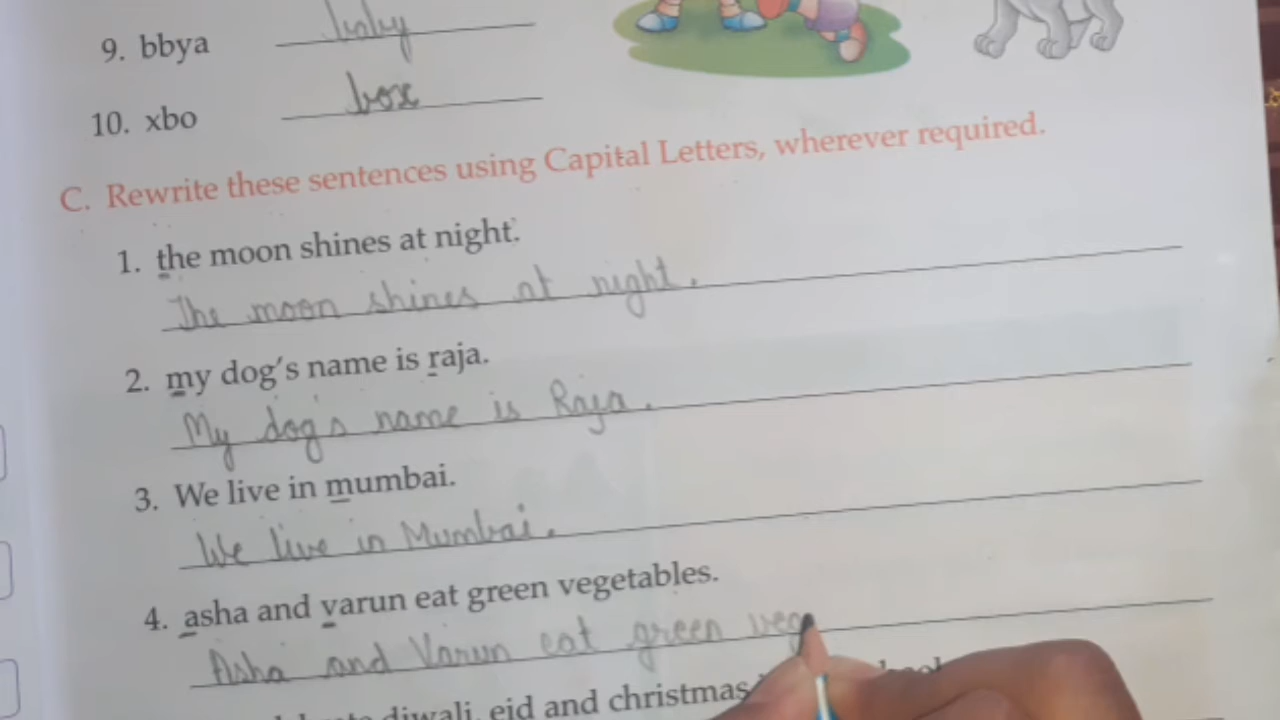 9. bbya baby
10. xbo box
C. Rewrite these sentences using Capital Letters, wherever required.
1. the moon shines at night.
The moon shines at night.
2. my dog's name is raja.
My dog's name is Raja.
3. We live in mumbai.
We live in Mumbai.
4. asha and varun eat green vegetables.
Asha and Varun eat green veg
diwali, eid and christmas